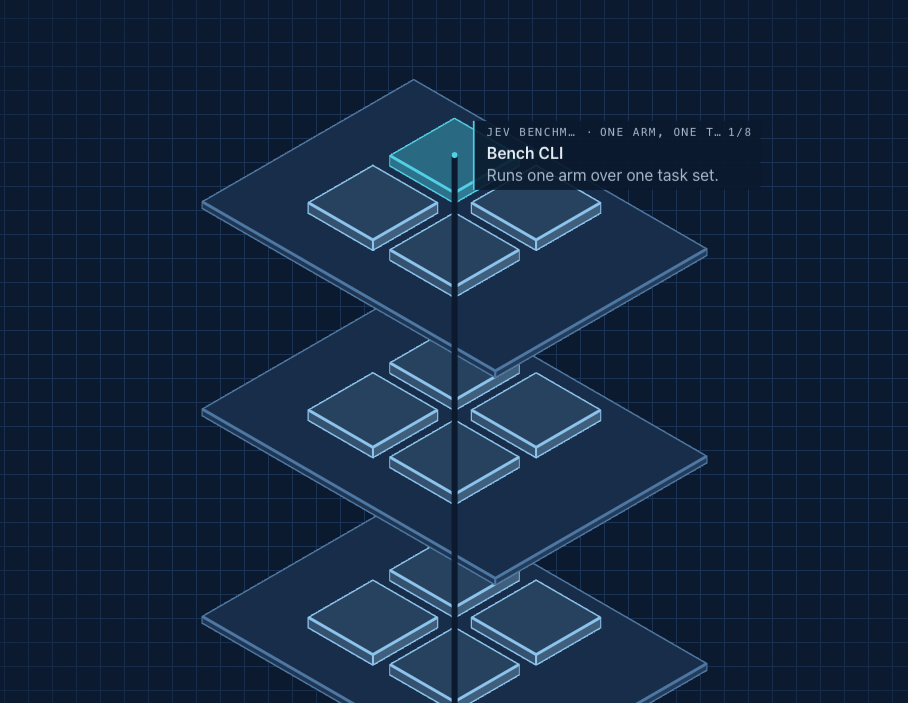 JEV BENCHM… · ONE ARM, ONE T… 1/8
Bench CLI
Runs one arm over one task set.